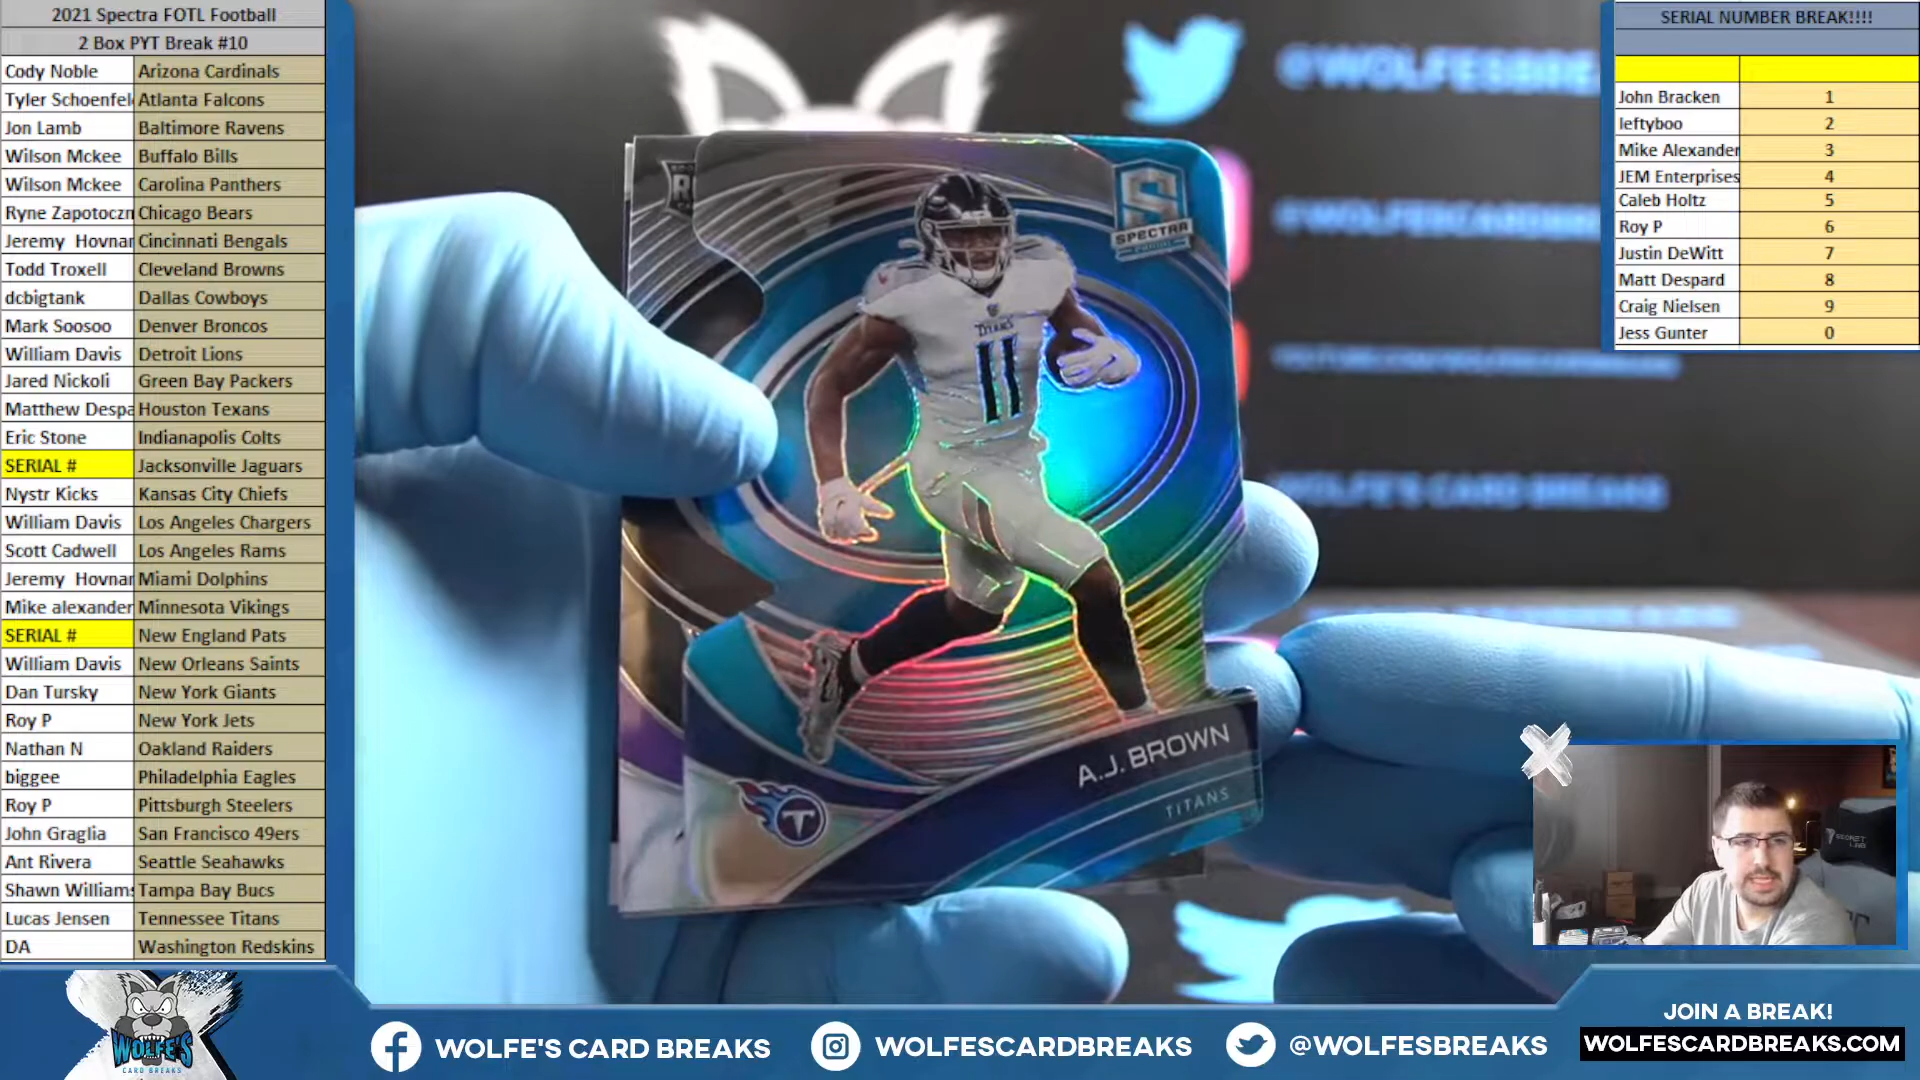 2021 Spectra FOTL Football
2 Box PYT Break #10
Cody Noble Arizona Cardinals
Tyler Schoenfel Atlanta Falcons
Jon Lamb Baltimore Ravens
Wilson Mckee Buffalo Bills
Wilson Mckee Carolina Panthers
Ryne Zapotoczn Chicago Bears
Jeremy Hovnar Cincinnati Bengals
Todd Troxell Cleveland Browns
dcbigtank Dallas Cowboys
Mark Soosoo Denver Broncos
William Davis Detroit Lions
Jared Nickoli Green Bay Packers
Matthew Despa Houston Texans
Eric Stone Indianapolis Colts
SERIAL # Jacksonville Jaguars
Nystr Kicks Kansas City Chiefs
William Davis Los Angeles Chargers
Scott Cadwell Los Angeles Rams
Jeremy Hovnar Miami Dolphins
Mike alexander Minnesota Vikings
SERIAL # New England Pats
William Davis New Orleans Saints
Dan Tursky New York Giants
Roy P New York Jets
Nathan N Oakland Raiders
biggee Philadelphia Eagles
Roy P Pittsburgh Steelers
John Graglia San Francisco 49ers
Ant Rivera Seattle Seahawks
Shawn Williams Tampa Bay Bucs
Lucas Jensen Tennessee Titans
DA Washington Redskins
SERIAL NUMBER BREAK!!!!
John Bracken 1
leftyboo 2
Mike Alexander 3
JEM Enterprises 4
Caleb Holtz 5
Roy P 6
Justin DeWitt 7
Matt Despard 8
Craig Nielsen 9
Jess Gunter 0
@WOLFESBREA
@WOLFESCARDBR
WOLFE'S CARD BREAKS
S
SPECTRA
TITANS
11
A.J. BROWN
TITANS
T
WOLFE'S
CARD BREAKS
WOLFE'S CARD BREAKS
WOLFESCARDBREAKS
@WOLFESBREAKS
JOIN A BREAK!
WOLFESCARDBREAKS.COM